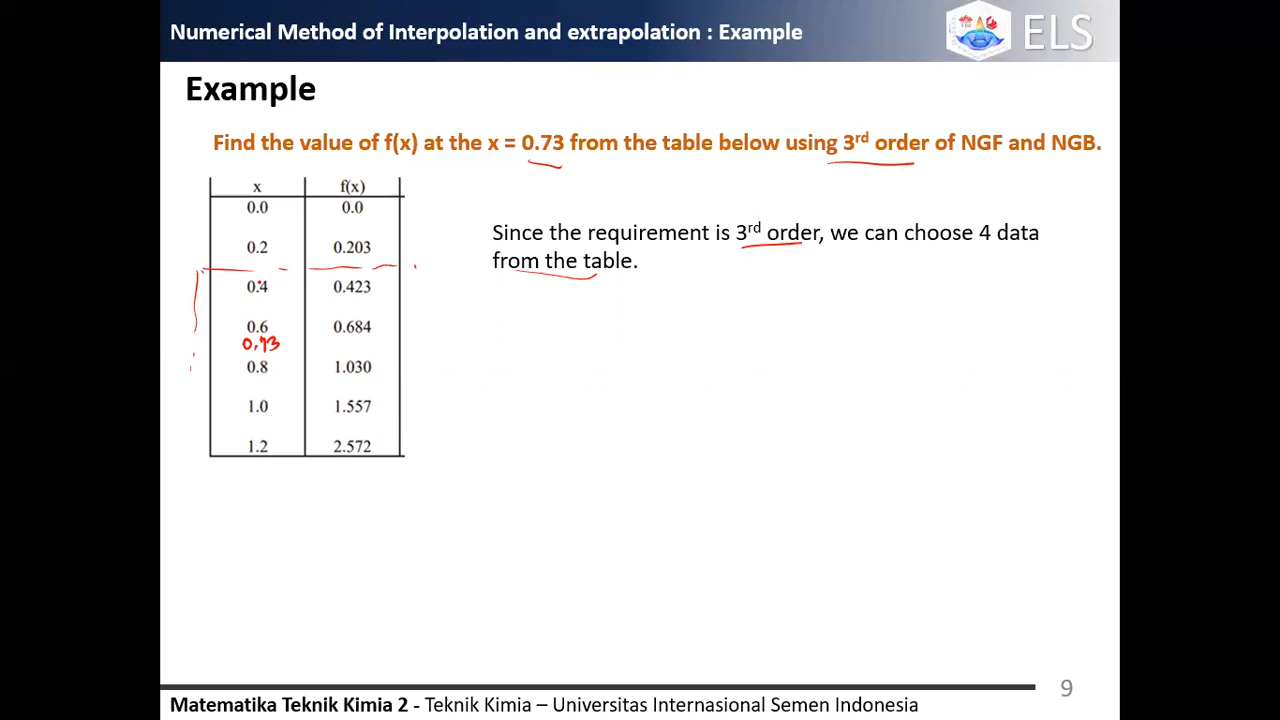 Numerical Method of Interpolation and extrapolation : Example
ELS
Example
Find the value of f(x) at the x = 0.73 from the table below using 3rd order of NGF and NGB.
x f(x)
0.0 0.0
0.2 0.203
0.4 0.423
0.6 0.684
0,73
0.8 1.030
1.0 1.557
1.2 2.572
Since the requirement is 3rd order, we can choose 4 data
from the table.
9
Matematika Teknik Kimia 2 - Teknik Kimia – Universitas Internasional Semen Indonesia